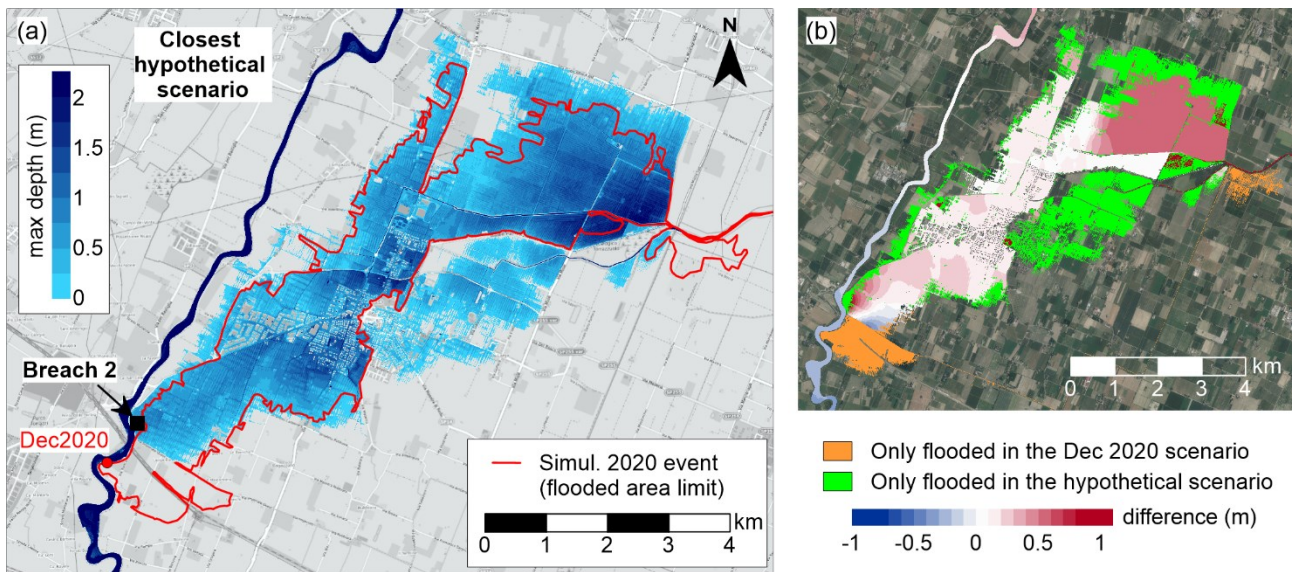 (a)
Closest
hypothetical
scenario
N
max depth (m)
2
1.5
1
0.5
0
Breach 2
Dec2020
Simul. 2020 event
(flooded area limit)
km
0 1 2 3 4
(b)
km
0 1 2 3 4
Only flooded in the Dec 2020 scenario
Only flooded in the hypothetical scenario
difference (m)
-1 -0.5 0 0.5 1